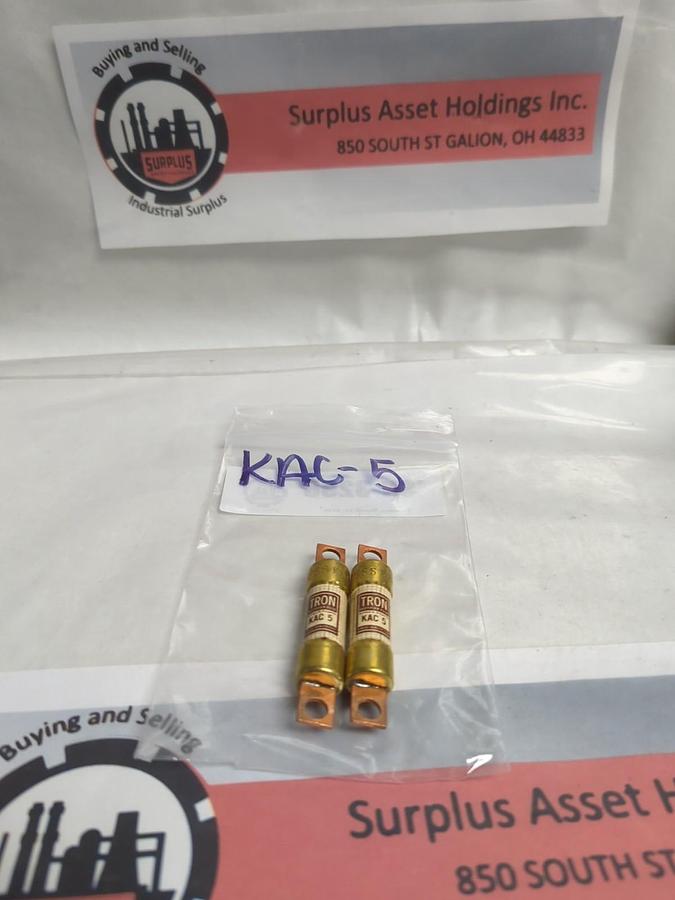 Buying and Selling
SURPLUS
Industrial Surplus
Surplus Asset Holdings Inc.
850 SOUTH ST GALION, OH 44833
KAC-5
TRON
KAC 5
TRON
KAC 5
Buying and Selling
Surplus Asset H
850 SOUTH ST